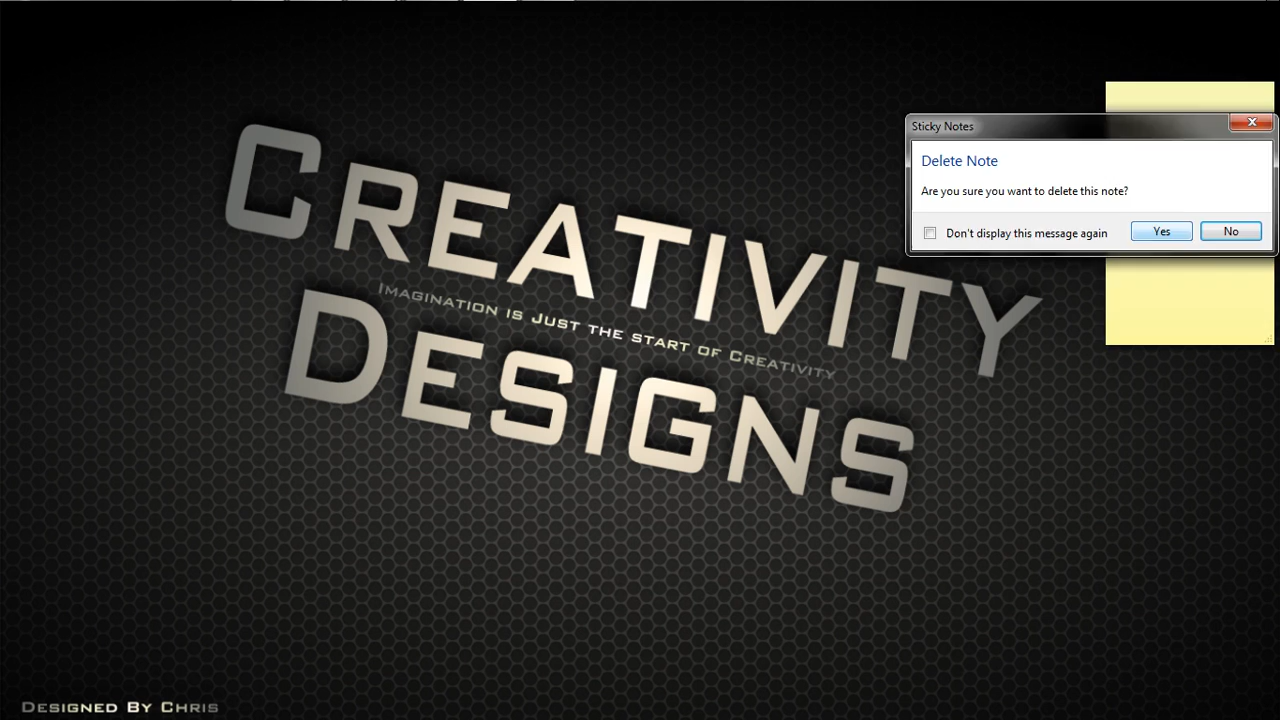 Creativity
Imagination is Just the start of Creativity
Designs
Designed By Chris
Sticky Notes
Delete Note
Are you sure you want to delete this note?
Don't display this message again
Yes
No